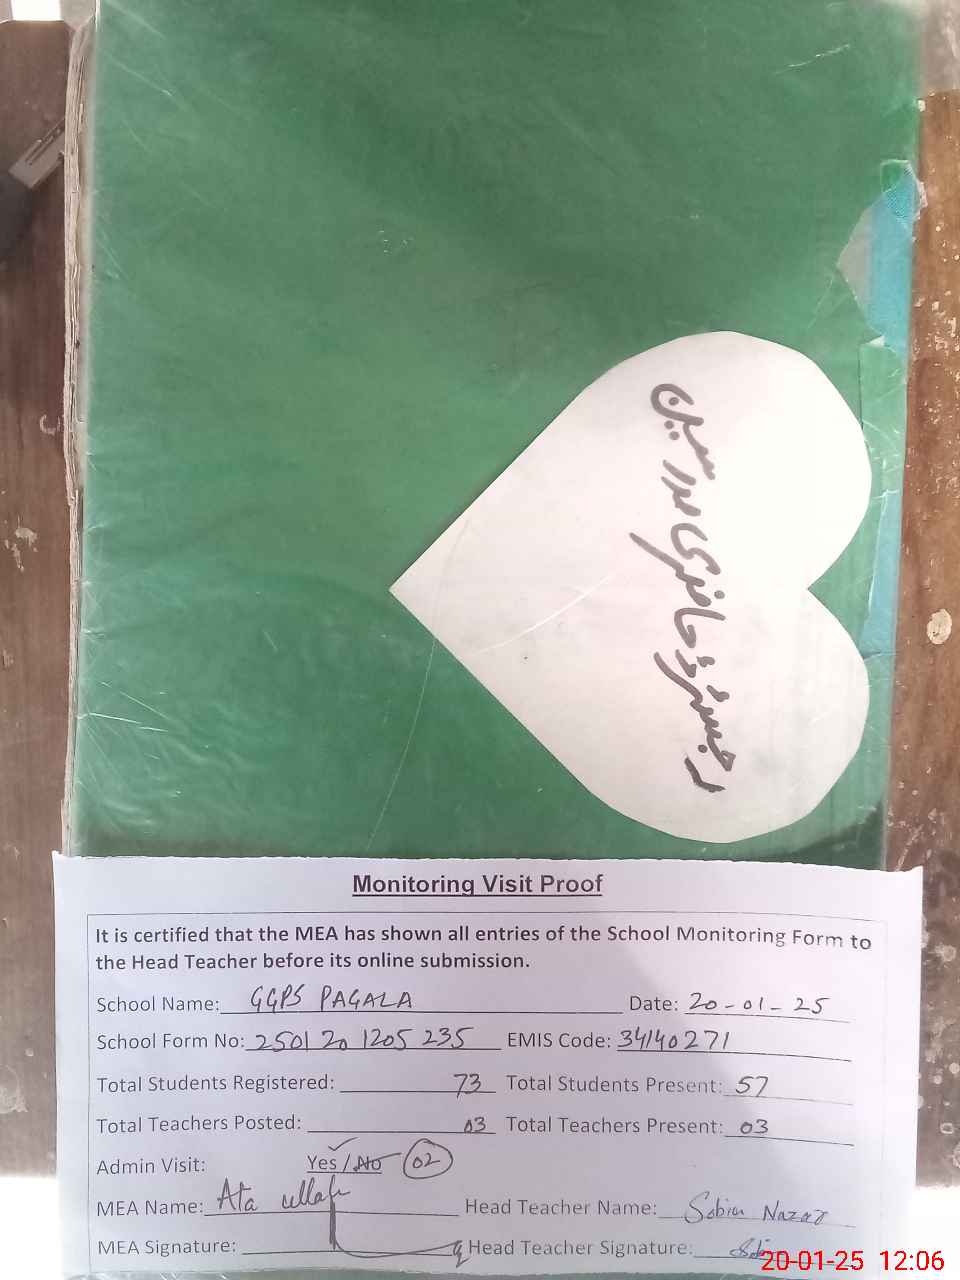 رجسٹر حاضری مدرسین
Monitoring Visit Proof
It is certified that the MEA has shown all entries of the School Monitoring Form to
the Head Teacher before its online submission.
School Name: GGPS PAGALA Date: 20-01-25
School Form No: 250120 1205 235 EMIS Code: 34140271
Total Students Registered: 73 Total Students Present: 57
Total Teachers Posted: 03 Total Teachers Present: 03
Admin Visit: Yes / No 02
MEA Name: Ata ullah Head Teacher Name: Sobia Nazar
MEA Signature: Head Teacher Signature:
20-01-25 12:06